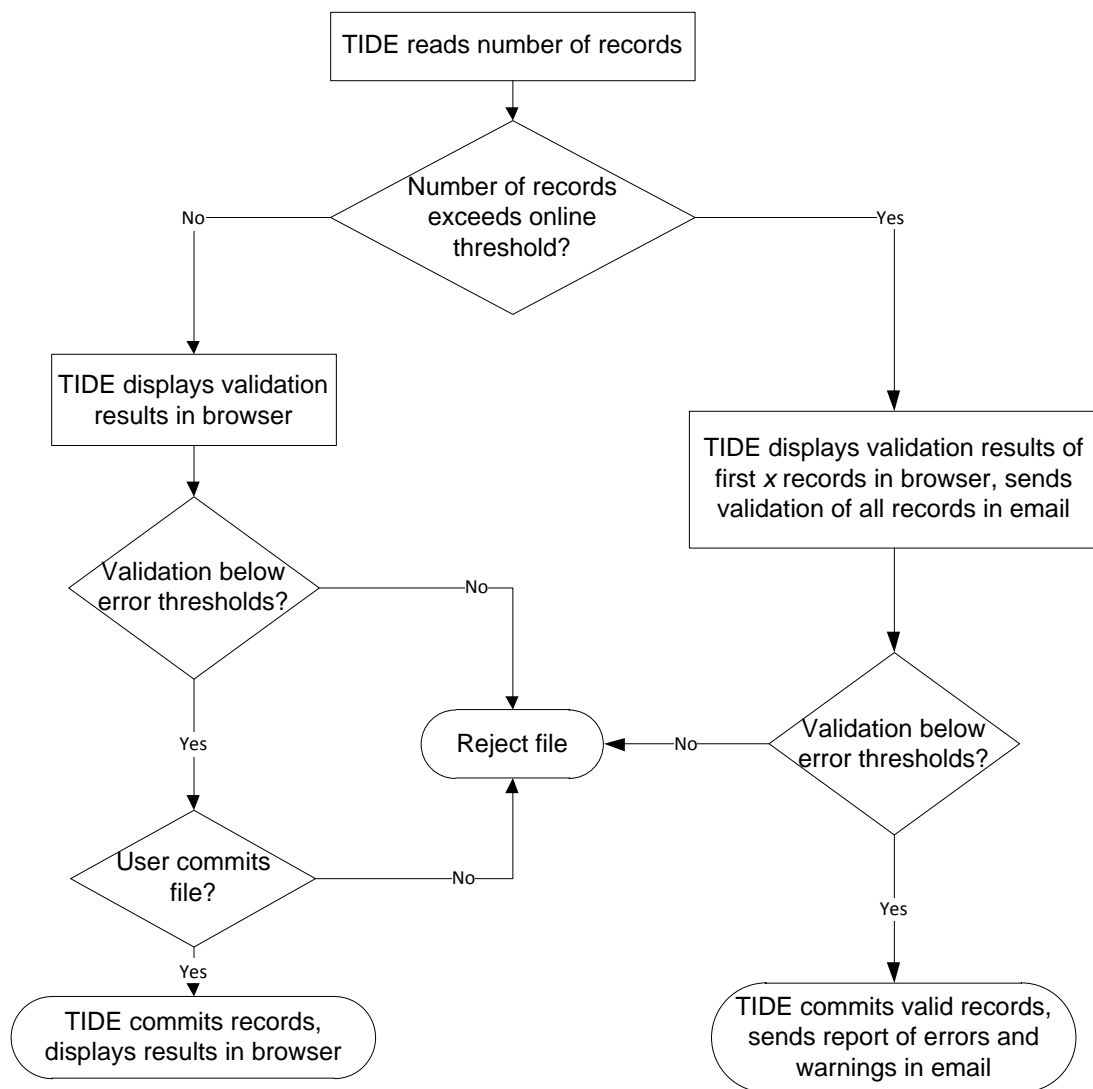 TIDE reads number of records
Number of records
exceeds online
threshold?
No
Yes
TIDE displays validation
results in browser
TIDE displays validation results of
first x records in browser, sends
validation of all records in email
Validation below
error thresholds?
No
Yes
Reject file
No
Validation below
error thresholds?
User commits
file?
No
Yes
Yes
TIDE commits records,
displays results in browser
TIDE commits valid records,
sends report of errors and
warnings in email